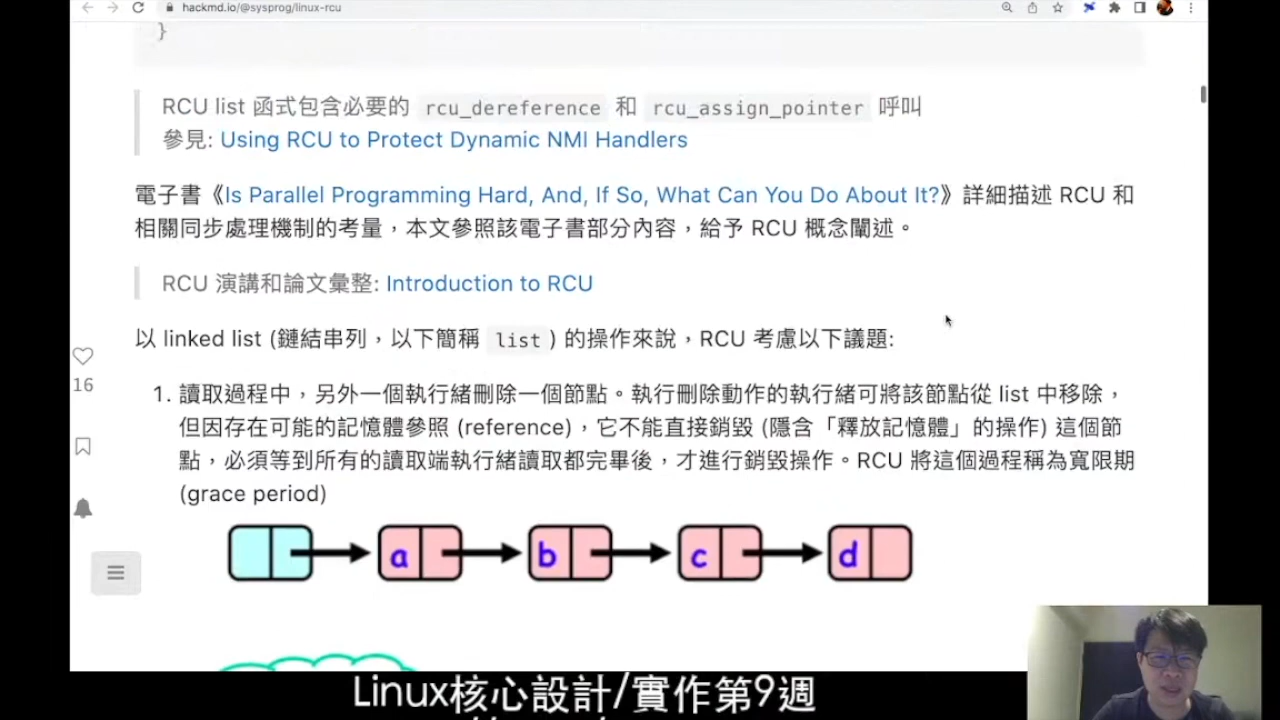 hackmd.io/@sysprog/linux-rcu
}
RCU list 函式包含必要的 rcu_dereference 和 rcu_assign_pointer 呼叫
參見: Using RCU to Protect Dynamic NMI Handlers
電子書《Is Parallel Programming Hard, And, If So, What Can You Do About It?》詳細描述 RCU 和
相關同步處理機制的考量，本文參照該電子書部分內容，給予 RCU 概念闡述。
RCU 演講和論文彙整: Introduction to RCU
以 linked list (鏈結串列，以下簡稱 list ) 的操作來說，RCU 考慮以下議題:
16
1. 讀取過程中，另外一個執行緒刪除一個節點。執行刪除動作的執行緒可將該節點從 list 中移除，
但因存在可能的記憶體參照 (reference)，它不能直接銷毀 (隱含「釋放記憶體」的操作) 這個節
點，必須等到所有的讀取端執行緒讀取都完畢後，才進行銷毀操作。RCU 將這個過程稱為寬限期
(grace period)
a b c d
Linux核心設計/實作第9週